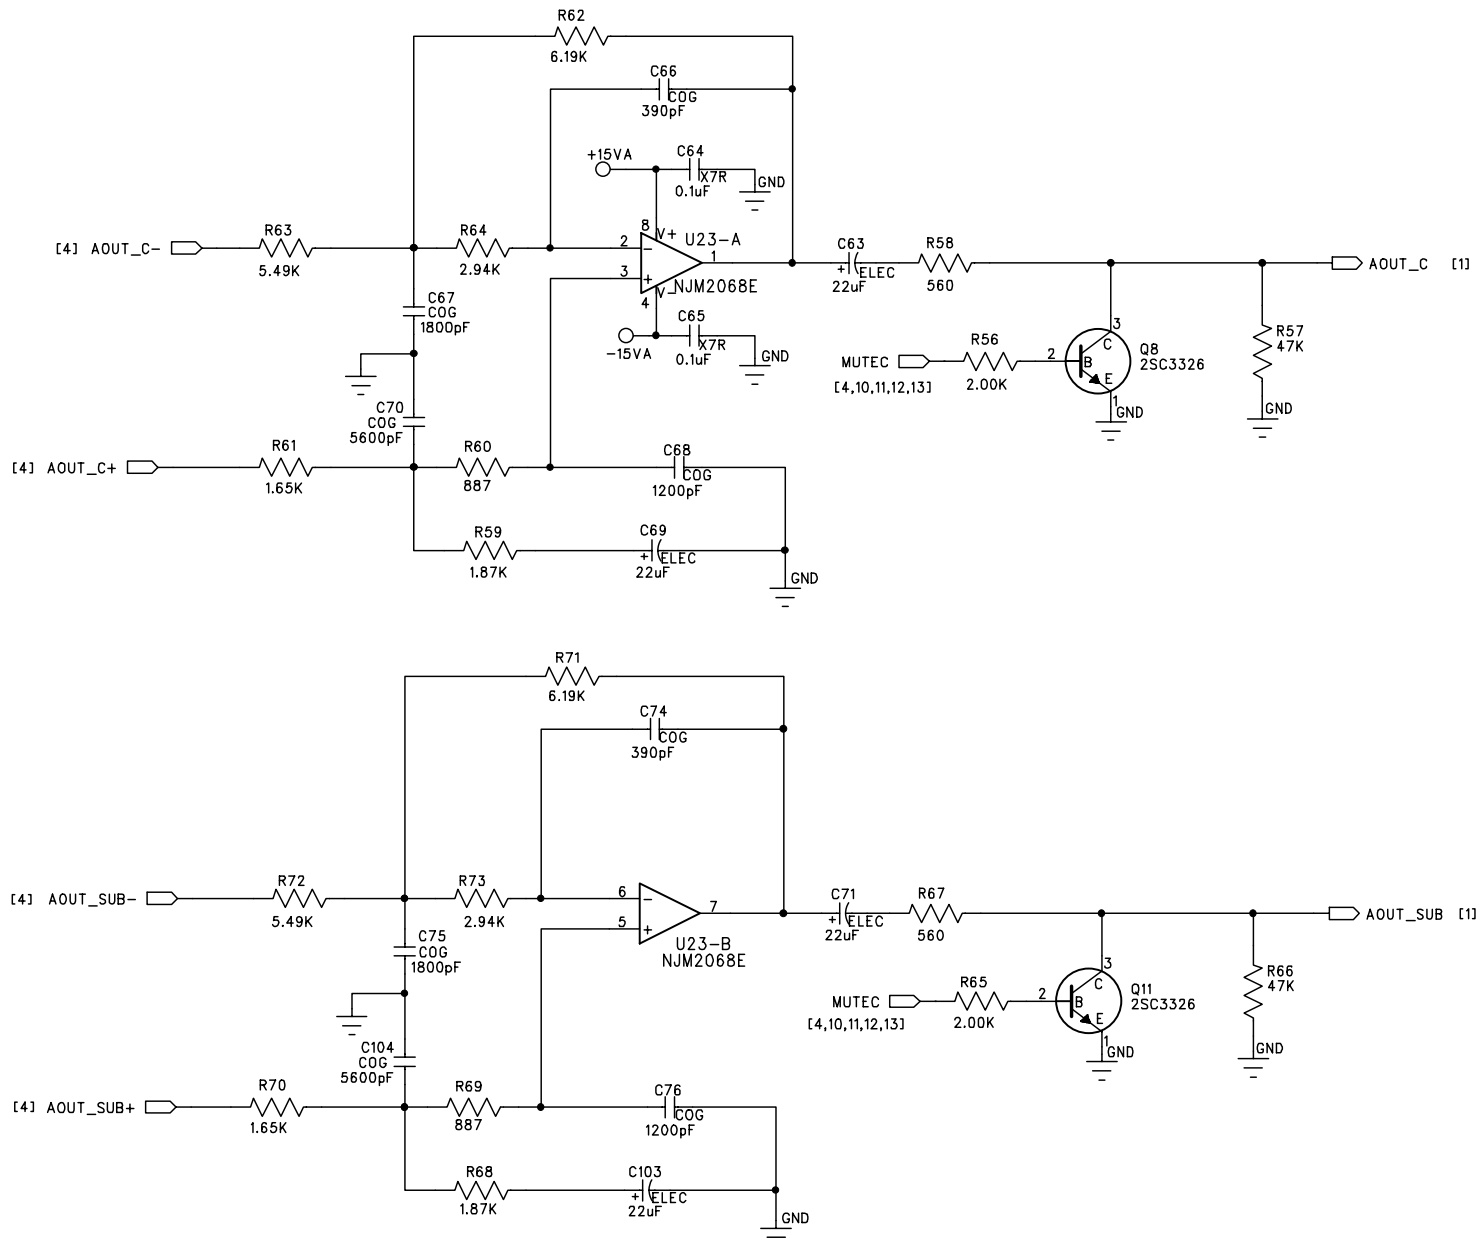 R62
6.19K
C66
COG
390pF
+15VA
C64
X7R
0.1uF
GND
[4] AOUT_C-
R63
5.49K
R64
2.94K
8
V+
U23-A
2
-
1
3
+
V-
NJM2068E
4
C63
+
ELEC
22uF
R58
560
AOUT_C [1]
C67
COG
1800pF
-15VA
C65
X7R
0.1uF
GND
MUTEC
[4,10,11,12,13]
R56
2.00K
2
3
C
B
E
1
Q8
2SC3326
GND
R57
47K
GND
C70
COG
5600pF
[4] AOUT_C+
R61
1.65K
R60
887
C68
COG
1200pF
R59
1.87K
C69
+
ELEC
22uF
GND
R71
6.19K
C74
COG
390pF
[4] AOUT_SUB-
R72
5.49K
R73
2.94K
6
-
7
5
+
U23-B
NJM2068E
C71
+
ELEC
22uF
R67
560
AOUT_SUB [1]
C75
COG
1800pF
MUTEC
[4,10,11,12,13]
R65
2.00K
2
3
C
B
E
1
Q11
2SC3326
GND
R66
47K
GND
C104
COG
5600pF
[4] AOUT_SUB+
R70
1.65K
R69
887
C76
COG
1200pF
R68
1.87K
C103
+
ELEC
22uF
GND